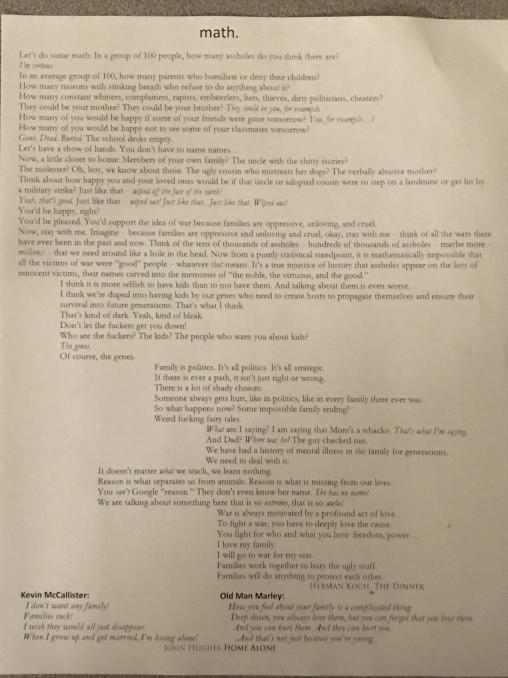 math.
Let's do some math: In a group of 100 people, how many assholes do you think there are?
I'm serious.
In an average group of 100, how many parents who humiliate or deny their children?
How many morons with stinking breath who refuse to do anything about it?
How many constant whiners, complainers, rapists, embezzlers, liars, thieves, dirty politicians, cheaters?
They could be your mother? They could be your brother? They could be you, for example.
How many of you would be happy if some of your friends were gone tomorrow? You, for example...?
How many of you would be happy not to see some of your classmates tomorrow?
Gone. Dead. Buried. The school desks empty.
Let's have a show of hands. You don't have to name names...
Now, a little closer to home: Members of your own family? The uncle with the shitty stories?
The molester? Oh, boy, we know about those. The ugly cousin who mistreats her dogs? The verbally abusive mother?
Think about how happy you and your loved ones would be if that uncle or adopted cousin were to step on a landmine or get hit by
a military strike? Just like that – wiped off the face of the earth!
Yeah, that's good. Just like that – wiped out! Just like that. Just like that. Wiped out!
You'd be happy, right?
You'd be pleased. You'd support the idea of war because families are oppressive, unloving, and cruel.
Now, stay with me. Imagine – because families are oppressive and unloving and cruel, okay, stay with me – think of all the wars there
have ever been in the past and now. Think of the tens of thousands of assholes – hundreds of thousands of assholes – maybe more –
millions! – that we need around like a hole in the head. Now from a purely statistical standpoint, it is mathematically impossible that
all the victims of war were "good" people – whatever that means. It's a true injustice of history that assholes appear on the lists of
innocent victims, their names carved into the memories of "the noble, the virtuous, and the good."
I think it is more selfish to have kids than to not have them. And talking about them is even worse.
I think we're duped into having kids by our genes who need to create hosts to propagate themselves and ensure their
survival into future generations. That's what I think.
That's kind of dark. Yeah, kind of bleak.
Don't let the fuckers get you down!
Who are the fuckers? The kids? The people who warn you about kids?
The genes.
Of course, the genes.
Family is politics. It's all politics. It's all strategic.
If there is ever a path, it isn't just right or wrong.
There is a lot of shady choices.
Someone always gets hurt, like in politics, like in every family there ever was.
So what happens now? Some impossible family ending?
Weird fucking fairy tales.
What am I saying? I am saying that Mom's a whacko. That's what I'm saying.
And Dad? Where was he? The guy checked out.
We have had a history of mental illness in this family for generations.
We need to deal with it.
It doesn't matter what we teach, we learn nothing.
Reason is what separates us from animals. Reason is what is missing from our lives.
You can't Google "reason." They don't even know her name. She has no name!
We are talking about something here that is so extreme, that is so awful.
War is always motivated by a profound act of love.
To fight a war, you have to deeply love the cause.
You fight for who and what you love: freedom, power...
I love my family.
I will go to war for my son.
Families work together to bury the ugly stuff.
Families will do anything to protect each other.
HERMAN KOCH THE DINNER
Kevin McCallister:
I don't want any family!
Families suck!
I wish they would all just disappear.
When I grow up and get married, I'm living alone!
Old Man Marley:
How you feel about your family is a complicated thing.
Deep down, you always love them, but you can forget that you love them.
And you can hurt them. And they can hurt you.
And that's not just because you're young.
JOHN HUGHES HOME ALONE